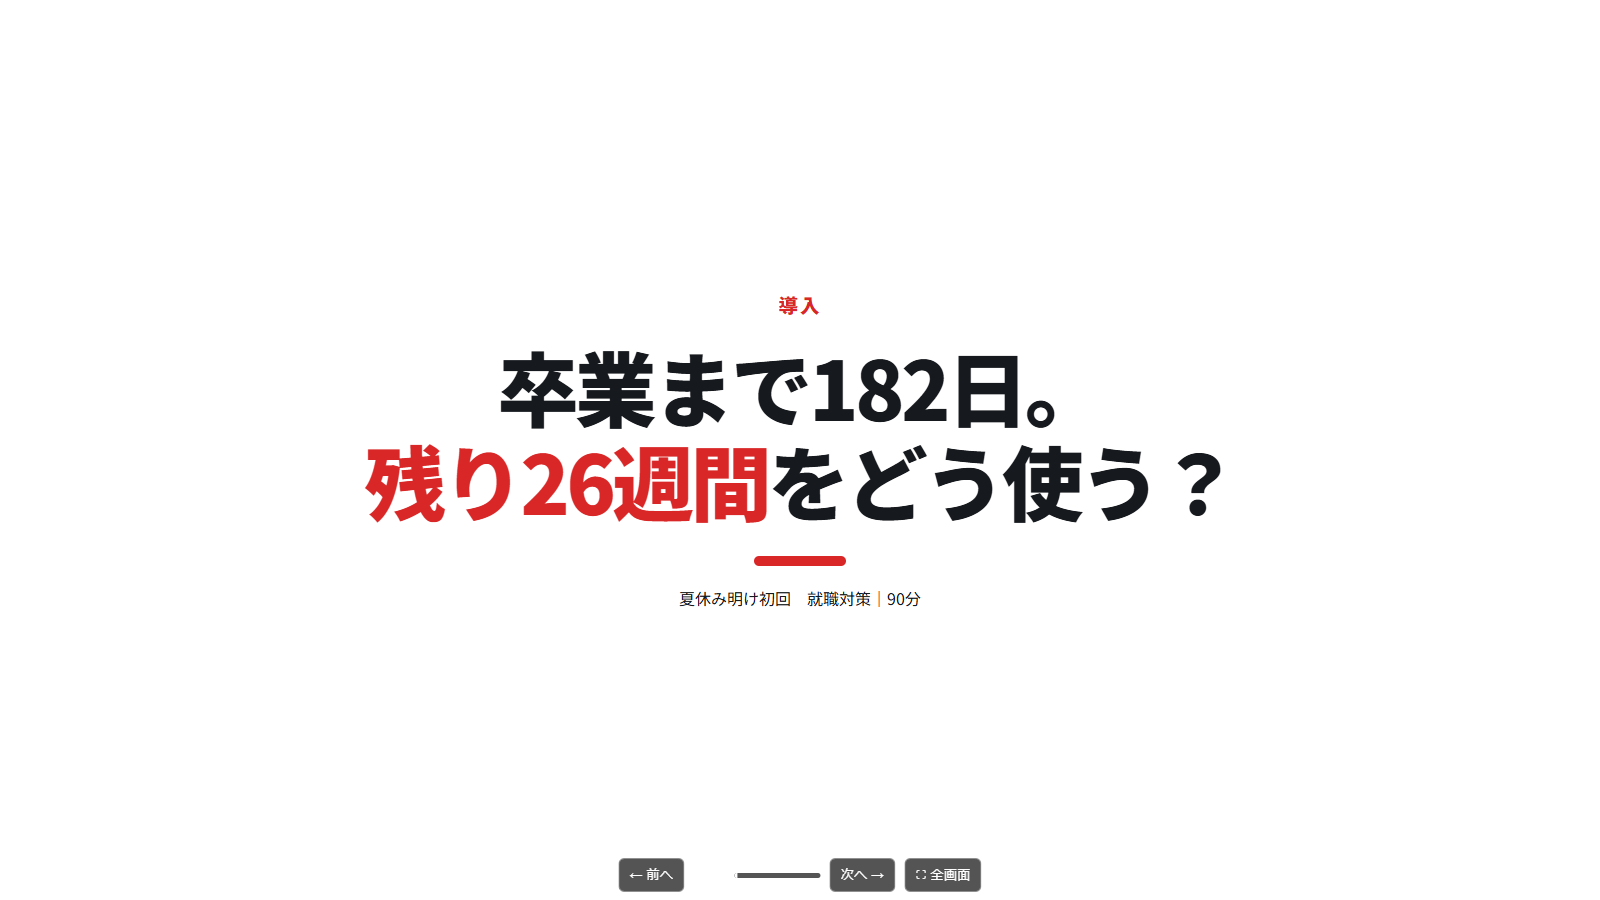 導入
卒業まで182日。
残り26週間をどう使う？
夏休み明け初回　就職対策｜90分
← 前へ
次へ →
⛶ 全画面